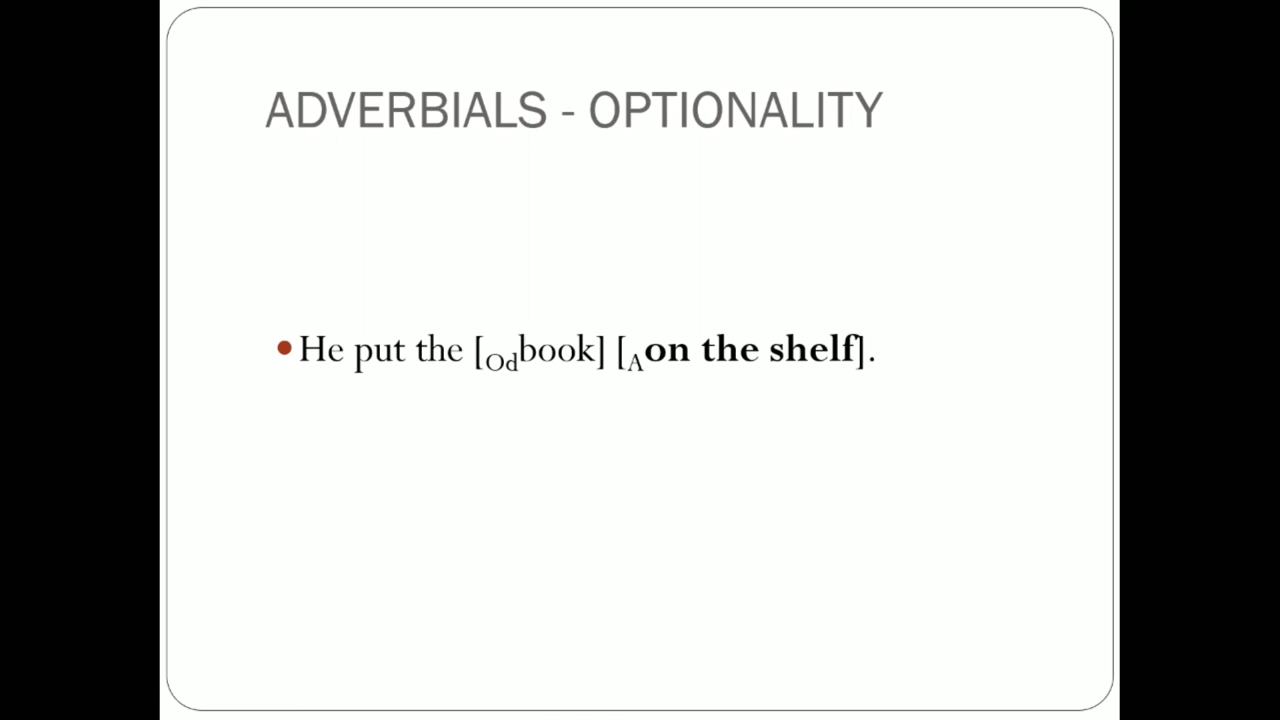 ADVERBIALS - OPTIONALITY
•He put the [Odbook] [Aon the shelf].